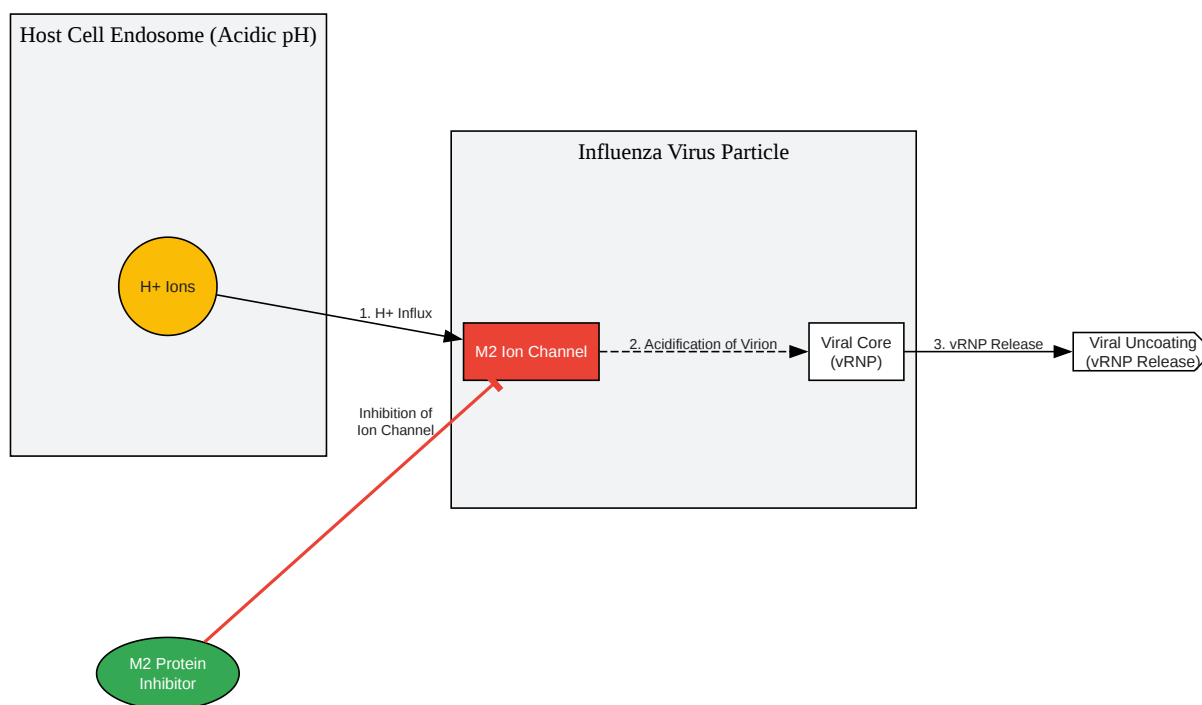 Host Cell Endosome (Acidic pH)
Influenza Virus Particle
H+ Ions
1. H+ Influx
M2 Ion Channel
2. Acidification of Virion
Viral Core
(vRNP)
3. vRNP Release
Viral Uncoating
(vRNP Release)
Inhibition of
Ion Channel
M2 Protein
Inhibitor